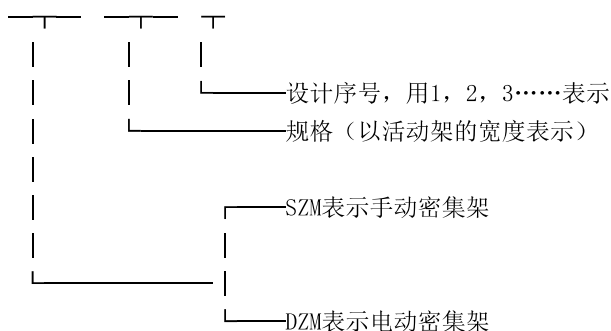 设计序号，用1，2，3……表示
规格（以活动架的宽度表示）
SZM表示手动密集架
DZM表示电动密集架